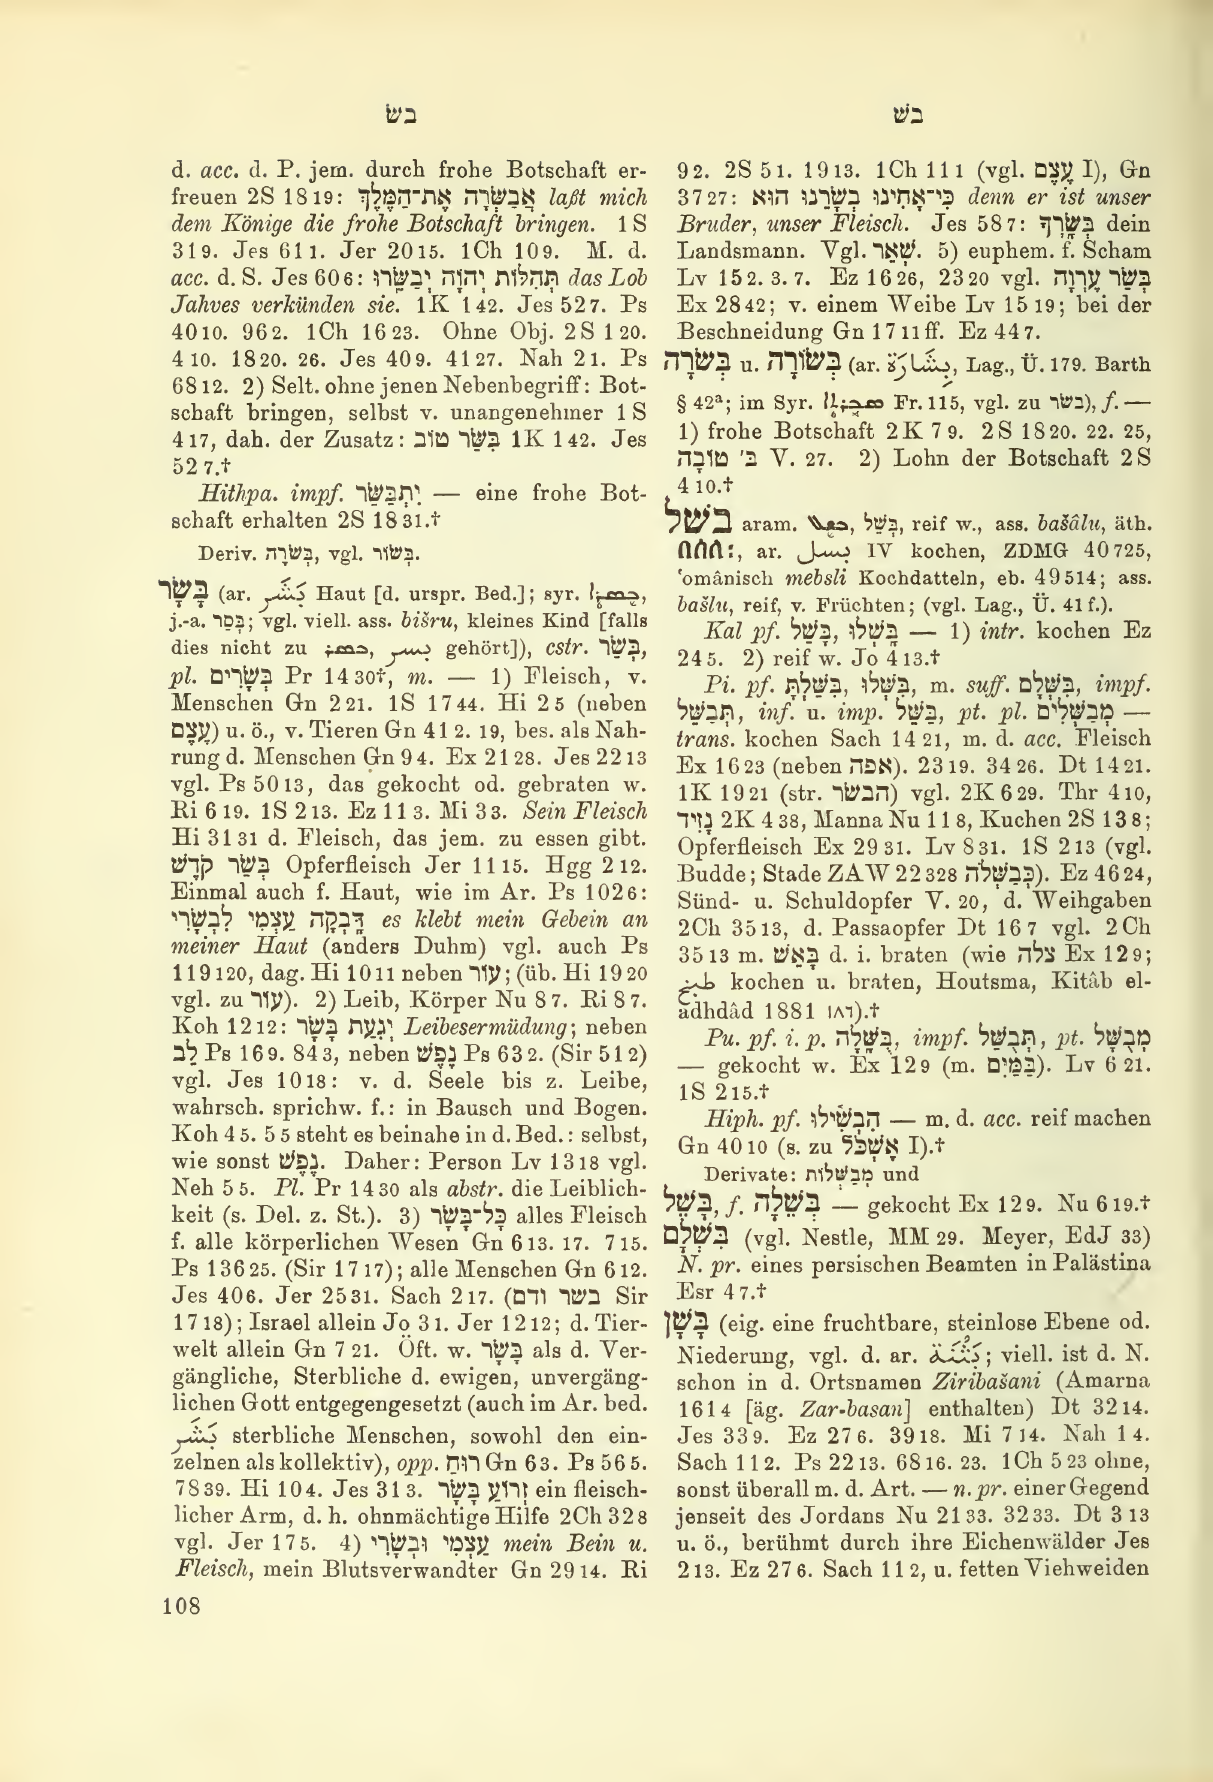 בשׂ
בשׁ
d. acc. d. P. jem. durch frohe Botschaft er-
freuen 2S 18 19: אֲבַשְּׂרָה אֶת־הַמֶּלֶךְ laßt mich
dem Könige die frohe Botschaft bringen. 1S
31 9. Jes 61 1. Jer 20 15. 1Ch 10 9. M. d.
acc. d. S. Jes 60 6: תְּהִלּוֹת יְהוָֹה יְבַשֵּׂרוּ das Lob
Jahves verkünden sie. 1K 1 42. Jes 52 7. Ps
40 10. 96 2. 1Ch 16 23. Ohne Obj. 2S 1 20.
4 10. 18 20. 26. Jes 40 9. 41 27. Nah 2 1. Ps
68 12. 2) Selt. ohne jenen Nebenbegriff: Bot-
schaft bringen, selbst v. unangenehmer 1S
4 17, dah. der Zusatz: בִּשַּׂר טוֹב 1K 1 42. Jes
52 7.†
Hithpa. impf. יִתְבַּשֵּׂר — eine frohe Bot-
schaft erhalten 2S 18 31.†
Deriv. בְּשׂרָה, vgl. בְּשׂוֹר.
בָּשָׂר (ar. بَشَر Haut [d. urspr. Bed.]; syr. ܒܣܪܐ,
j.-a. בְּסַר; vgl. viell. ass. bišru, kleines Kind [falls
dies nicht zu ܒܣܪ, بسر gehört]), cstr. בְּשַׂר,
pl. בְּשָׂרִים Pr 14 30†, m. — 1) Fleisch, v.
Menschen Gn 2 21. 1S 17 44. Hi 2 5 (neben
עֶצֶם) u. ö., v. Tieren Gn 41 2. 19, bes. als Nah-
rung d. Menschen Gn 9 4. Ex 21 28. Jes 22 13
vgl. Ps 50 13, das gekocht od. gebraten w.
Ri 6 19. 1S 2 13. Ez 11 3. Mi 3 3. Sein Fleisch
Hi 31 31 d. Fleisch, das jem. zu essen gibt.
בְּשַׂר קֹדֶשׁ Opferfleisch Jer 11 15. Hgg 2 12.
Einmal auch f. Haut, wie im Ar. Ps 102 6:
דָּבְקָה עַצְמִי לִבְשָׂרִי es klebt mein Gebein an
meiner Haut (anders Duhm) vgl. auch Ps
119 120, dag. Hi 10 11 neben עוֹר; (üb. Hi 19 20
vgl. zu עוֹר). 2) Leib, Körper Nu 8 7. Ri 8 7.
Koh 12 12: יְגִעַת בָּשָׂר Leibesermüdung; neben
לֵב Ps 16 9. 84 3, neben נֶפֶשׁ Ps 63 2. (Sir 51 2)
vgl. Jes 10 18: v. d. Seele bis z. Leibe,
wahrsch. sprichw. f.: in Bausch und Bogen.
Koh 4 5. 5 5 steht es beinahe in d. Bed.: selbst,
wie sonst נֶפֶשׁ. Daher: Person Lv 13 18 vgl.
Neh 5 5. Pl. Pr 14 30 als abstr. die Leiblich-
keit (s. Del. z. St.). 3) כָּל־בָּשָׂר alles Fleisch
f. alle körperlichen Wesen Gn 6 13. 17. 7 15.
Ps 136 25. (Sir 17 17); alle Menschen Gn 6 12.
Jes 40 6. Jer 25 31. Sach 2 17. (בשר ודם Sir
17 18); Israel allein Jo 3 1. Jer 12 12; d. Tier-
welt allein Gn 7 21. Öft. w. בָּשָׂר als d. Ver-
gängliche, Sterbliche d. ewigen, unvergäng-
lichen Gott entgegengesetzt (auch im Ar. bed.
بَشَر sterbliche Menschen, sowohl den ein-
zelnen als kollektiv), opp. רוּחַ Gn 6 3. Ps 56 5.
78 39. Hi 10 4. Jes 31 3. זְרוֹעַ בָּשָׂר ein fleisch-
licher Arm, d. h. ohnmächtige Hilfe 2Ch 32 8
vgl. Jer 17 5. 4) עַצְמִי וּבְשָׂרִי mein Bein u.
Fleisch, mein Blutsverwandter Gn 29 14. Ri
108
9 2. 2S 5 1. 19 13. 1Ch 11 1 (vgl. עֶצֶם I), Gn
37 27: כִּי־אָחִינוּ בְשָׂרֵנוּ הוּא denn er ist unser
Bruder, unser Fleisch. Jes 58 7: בְּשָׂרְךָ dein
Landsmann. Vgl. שְׁאֵר. 5) euphem. f. Scham
Lv 15 2. 3. 7. Ez 16 26, 23 20 vgl. בְּשַׂר עֶרְוָה
Ex 28 42; v. einem Weibe Lv 15 19; bei der
Beschneidung Gn 17 11 ff. Ez 44 7.
בְּשׂרָה u. בְּשׂוֹרָה (ar. بِشَارَة, Lag., Ü. 179. Barth
§ 42ª; im Syr. Fr. 115, vgl. zu בשׂר), f. —
1) frohe Botschaft 2K 7 9. 2S 18 20. 22. 25,
בּ׳ טוֹבָה V. 27. 2) Lohn der Botschaft 2S
4 10.†
בשׁל aram. ܒܫܠ, בְּשֵׁל, reif w., ass. bašâlu, äth.
በሰለ፡, ar. بسل IV kochen, ZDMG 40 725,
ʿomânisch mebsli Kochdatteln, eb. 49 514; ass.
bašlu, reif, v. Früchten; (vgl. Lag., Ü. 41 f.).
Kal pf. בָּשַׁל, בָּשְׁלוּ — 1) intr. kochen Ez
24 5. 2) reif w. Jo 4 13.†
Pi. pf. בִּשַּׁלְתָּ, בִּשְּׁלוּ, m. suff. בִּשְּׁלָם, impf.
תְּבַשֵּׁל, inf. u. imp. בַּשֵּׁל, pt. pl. מְבַשְּׁלִים —
trans. kochen Sach 14 21, m. d. acc. Fleisch
Ex 16 23 (neben אפה). 23 19. 34 26. Dt 14 21.
1K 19 21 (str. הבשׂר) vgl. 2K 6 29. Thr 4 10,
נָזִיד 2K 4 38, Manna Nu 11 8, Kuchen 2S 13 8;
Opferfleisch Ex 29 31. Lv 8 31. 1S 2 13 (vgl.
Budde; Stade ZAW 22 328 כְּבַשְּׁלֹה). Ez 46 24,
Sünd- u. Schuldopfer V. 20, d. Weihgaben
2Ch 35 13, d. Passaopfer Dt 16 7 vgl. 2Ch
35 13 m. בָּאֵשׁ d. i. braten (wie צלה Ex 12 9;
طبخ kochen u. braten, Houtsma, Kitâb el-
adhdâd 1881 ١٨٦).†
Pu. pf. i. p. בֻּשָּׁלָה, impf. תְּבֻשַּׁל, pt. מְבֻשָּׁל
— gekocht w. Ex 12 9 (m. בַּמַּיִם). Lv 6 21.
1S 2 15.†
Hiph. pf. הִבְשִׁילוּ — m. d. acc. reif machen
Gn 40 10 (s. zu אֶשְׁכֹּל I).†
Derivate: מְבַשְּׁלוֹת und
בָּשֵׁל, f. בְּשֵׁלָה — gekocht Ex 12 9. Nu 6 19.†
בִּשְׁלָם (vgl. Nestle, MM 29. Meyer, EdJ 33)
N. pr. eines persischen Beamten in Palästina
Esr 4 7.†
בָּשָׁן (eig. eine fruchtbare, steinlose Ebene od.
Niederung, vgl. d. ar. ; viell. ist d. N.
schon in d. Ortsnamen Ziribašani (Amarna
161 4 [äg. Zar-basan] enthalten) Dt 32 14.
Jes 33 9. Ez 27 6. 39 18. Mi 7 14. Nah 1 4.
Sach 11 2. Ps 22 13. 68 16. 23. 1Ch 5 23 ohne,
sonst überall m. d. Art. — n. pr. einer Gegend
jenseit des Jordans Nu 21 33. 32 33. Dt 3 13
u. ö., berühmt durch ihre Eichenwälder Jes
2 13. Ez 27 6. Sach 11 2, u. fetten Viehweiden